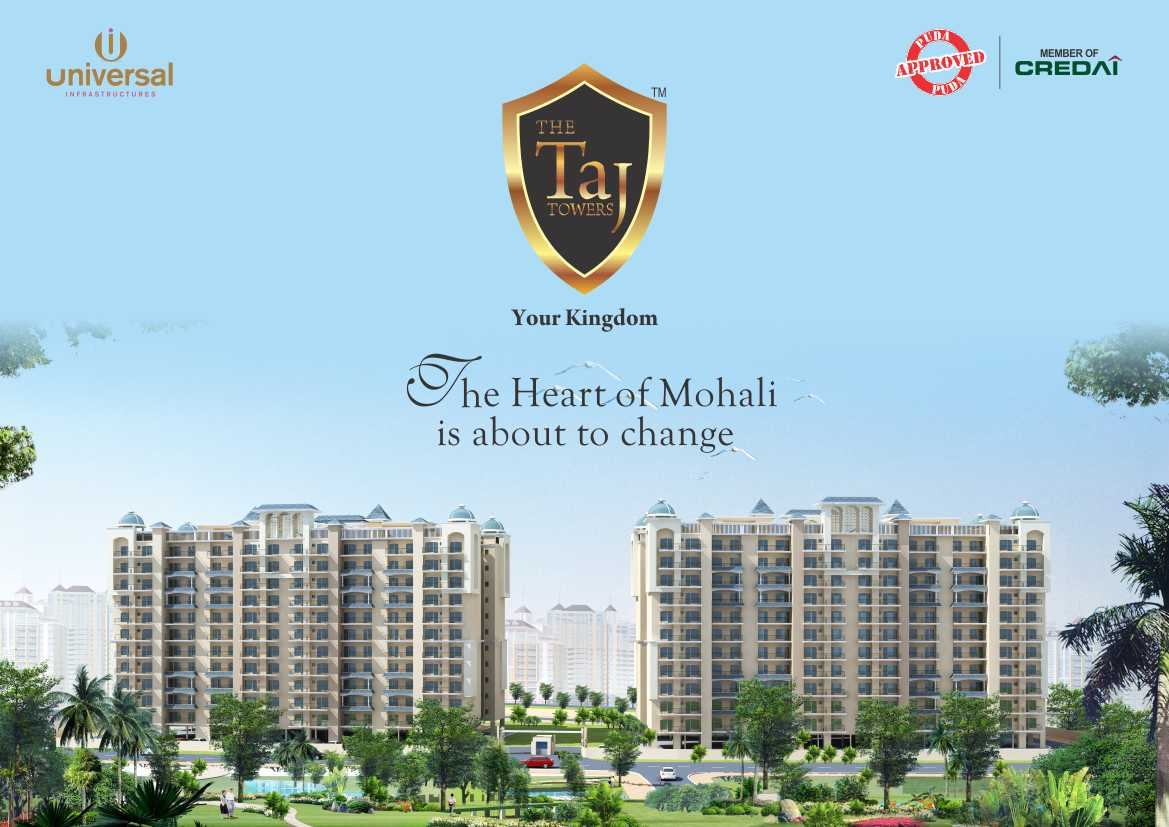 universal
INFRASTRUCTURES
PUDA
APPROVED
PUDA
MEMBER OF
CREDAI
THE
Taj
TOWERS
TM
Your Kingdom
The Heart of Mohali
is about to change